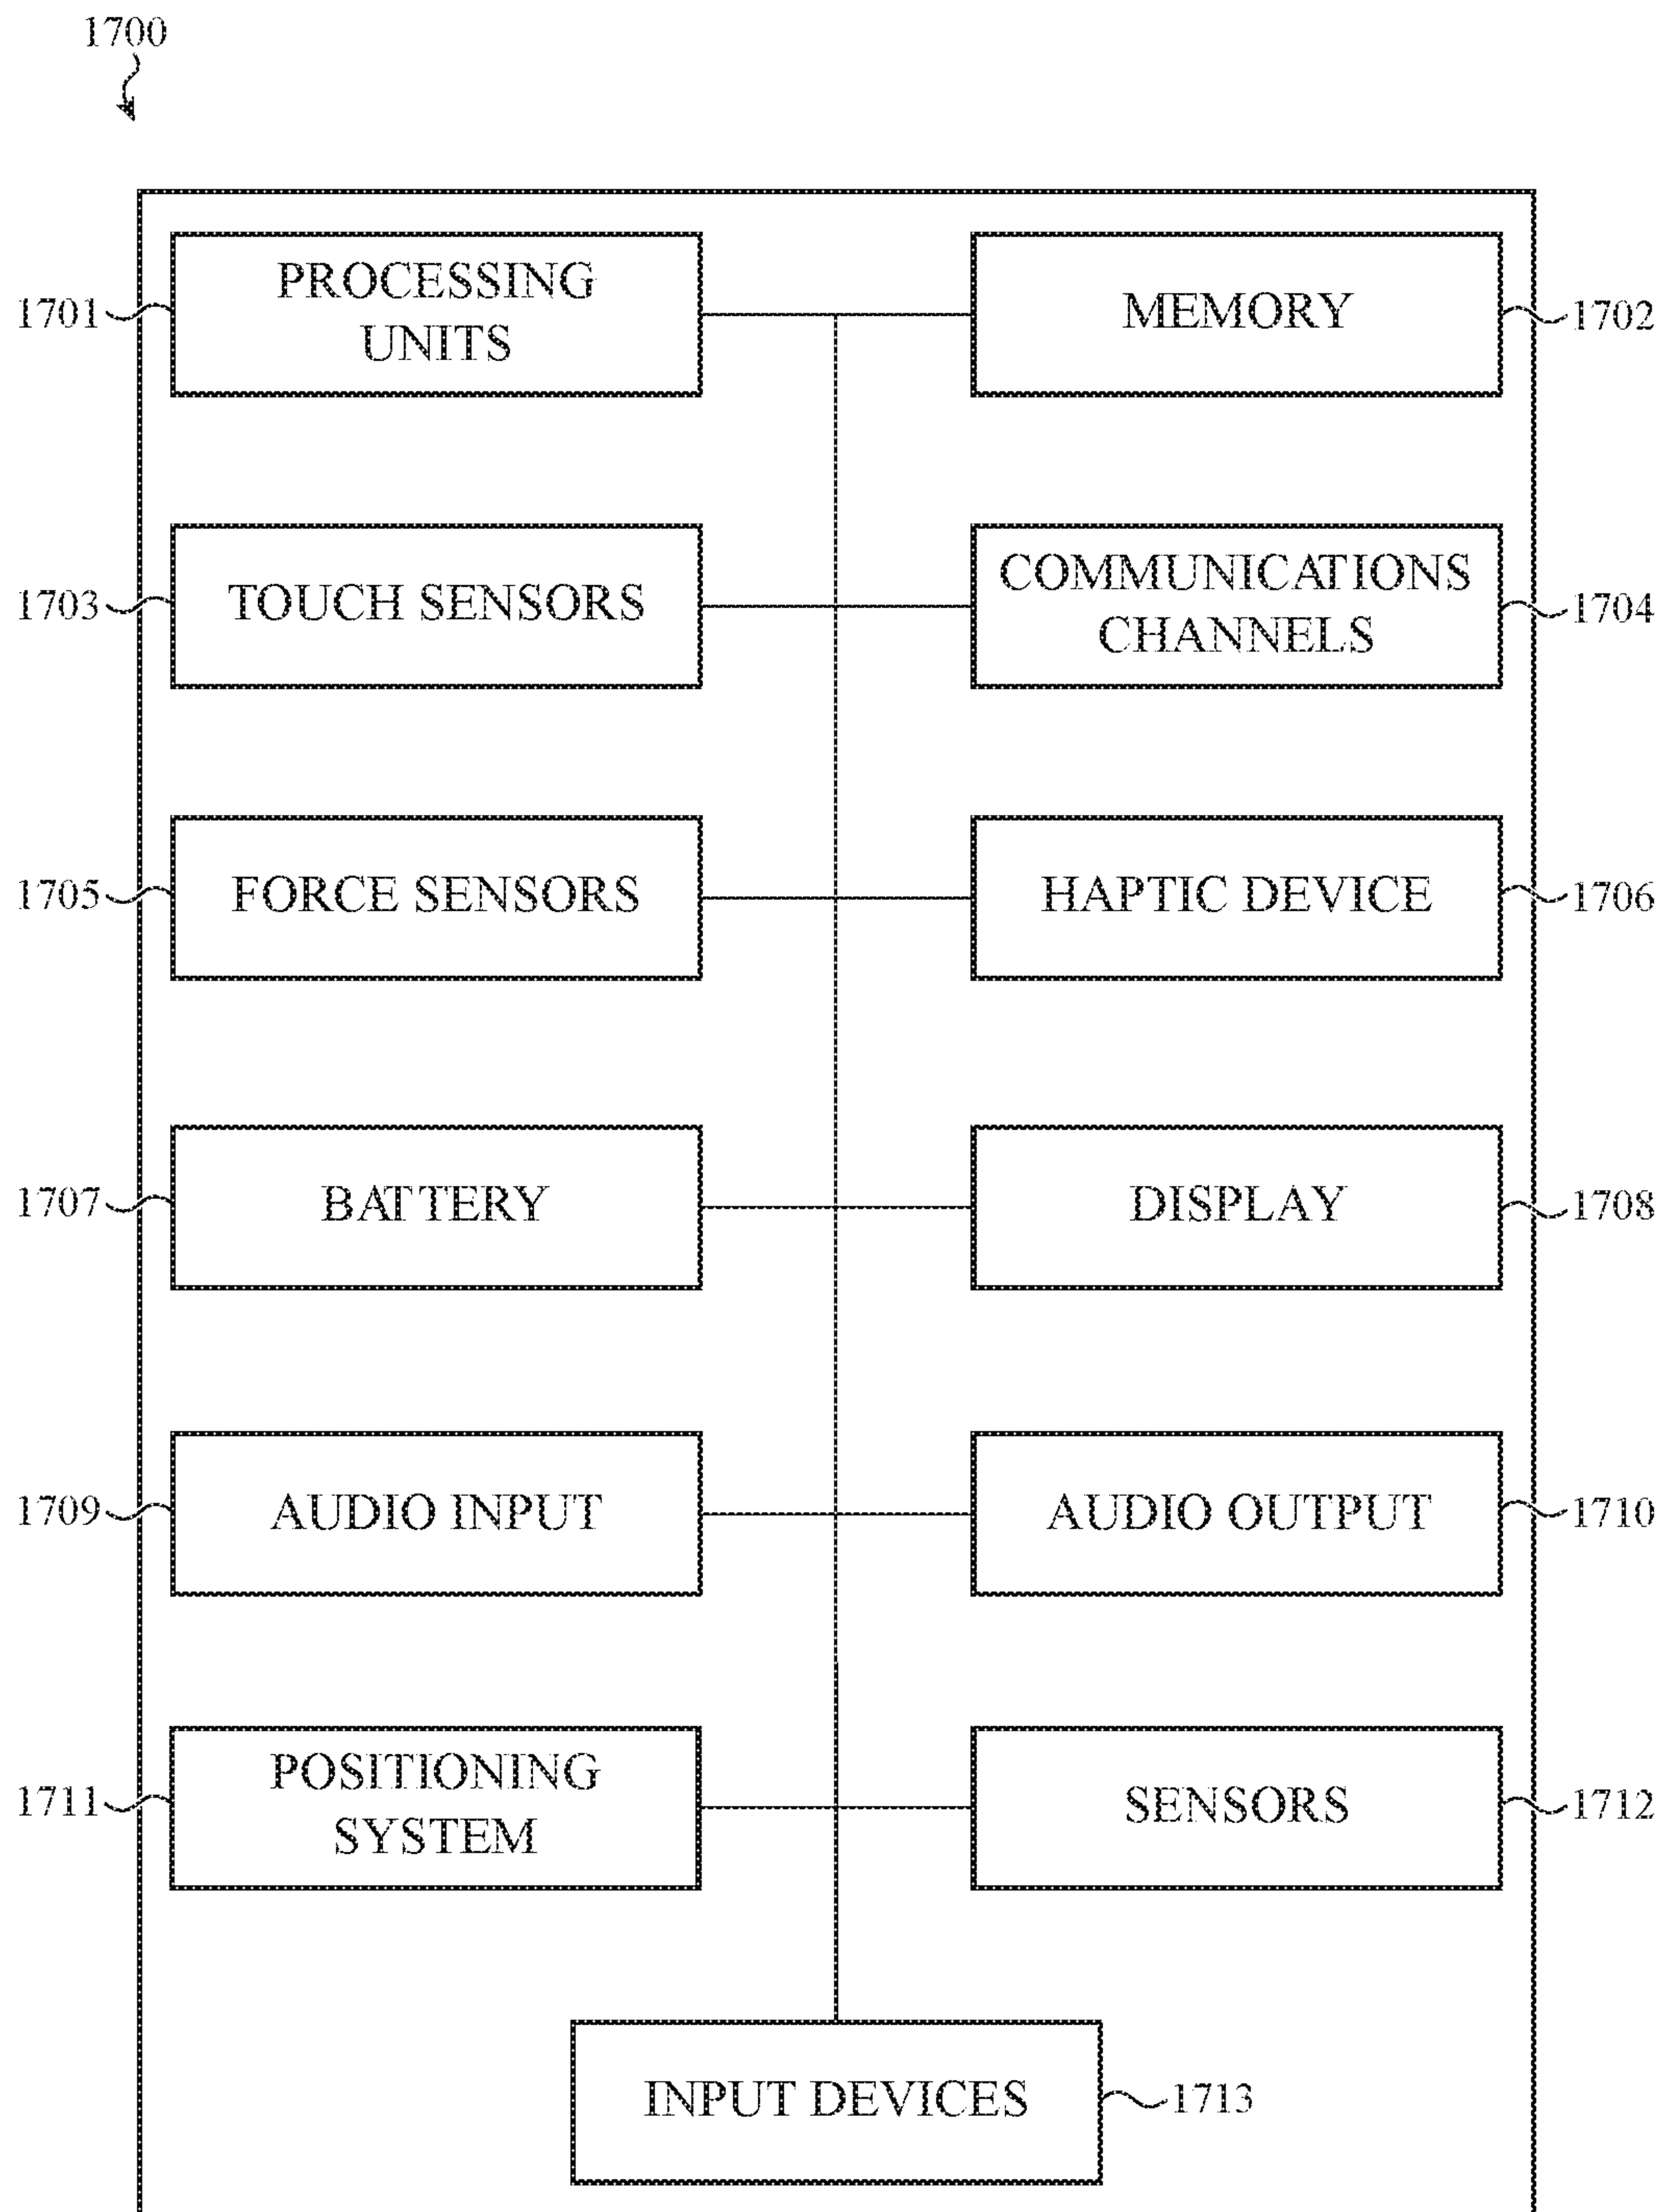 1700
PROCESSING
UNITS
1701
MEMORY
1702
TOUCH SENSORS
1703
COMMUNICATIONS
CHANNELS
1704
FORCE SENSORS
1705
HAPTIC DEVICE
1706
BATTERY
1707
DISPLAY
1708
AUDIO INPUT
1709
AUDIO OUTPUT
1710
POSITIONING
SYSTEM
1711
SENSORS
1712
INPUT DEVICES
1713